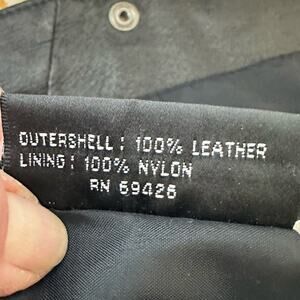 OUTERSHELL: 100% LEATHER
LINING: 100% NYLON
RN 69426